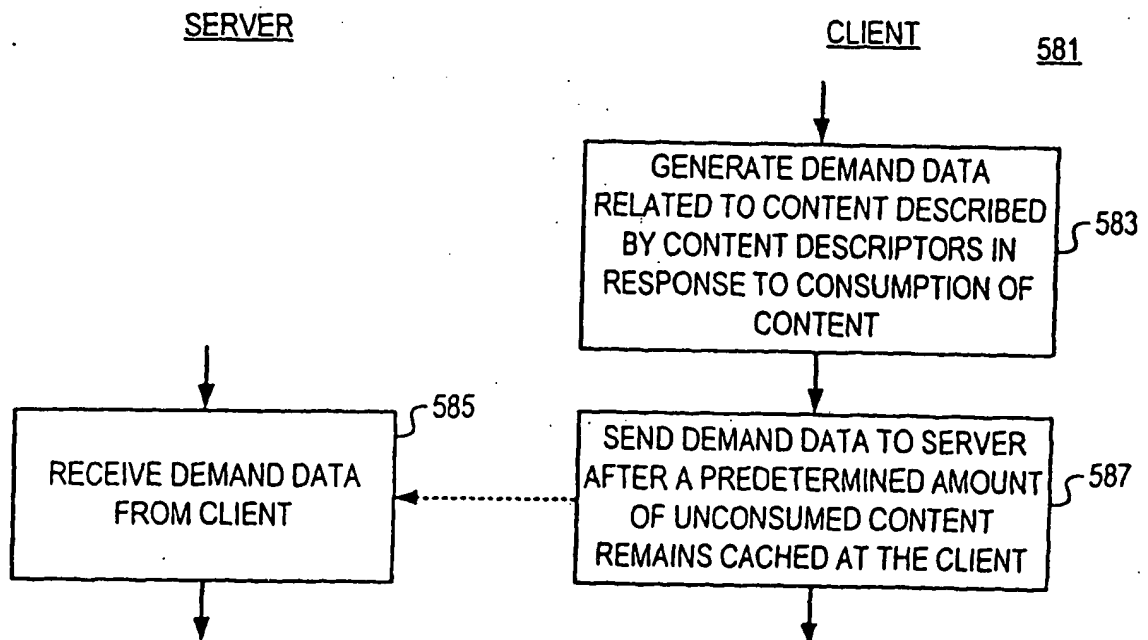 SERVER
CLIENT
581
GENERATE DEMAND DATA
RELATED TO CONTENT DESCRIBED
BY CONTENT DESCRIPTORS IN
RESPONSE TO CONSUMPTION OF
CONTENT
583
585
RECEIVE DEMAND DATA
FROM CLIENT
SEND DEMAND DATA TO SERVER
AFTER A PREDETERMINED AMOUNT
OF UNCONSUMED CONTENT
REMAINS CACHED AT THE CLIENT
587